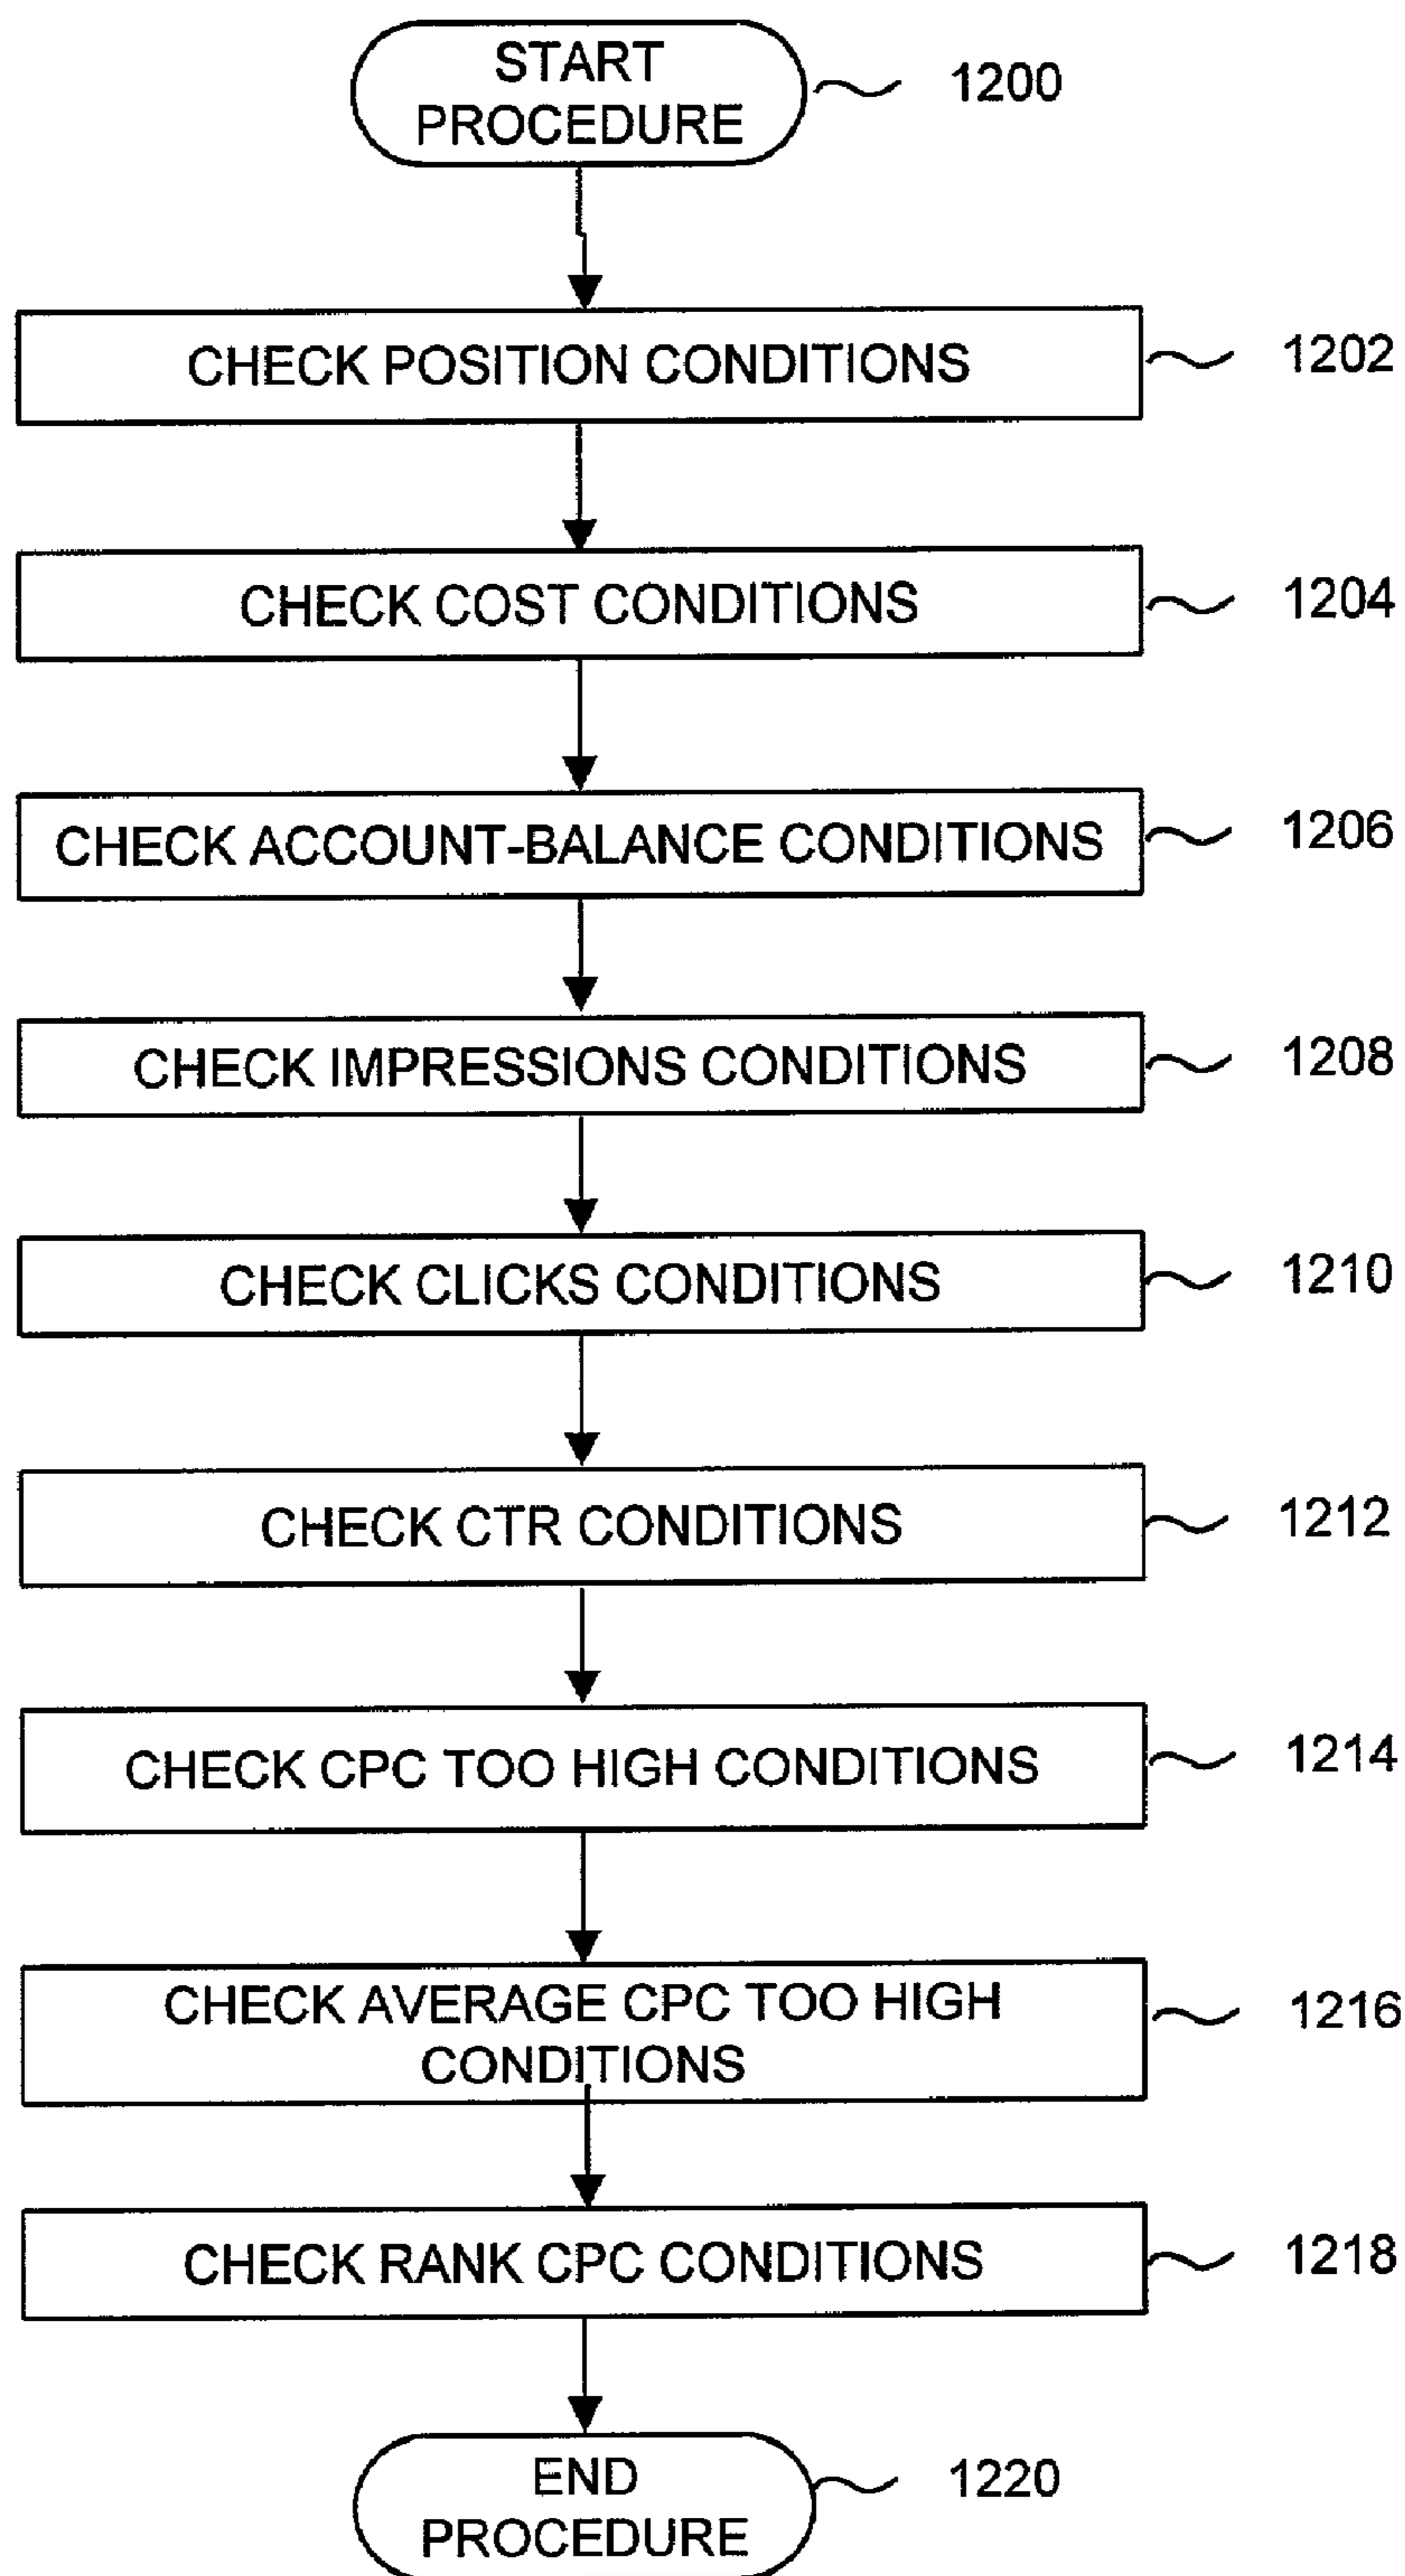 START
PROCEDURE
1200
CHECK POSITION CONDITIONS
1202
CHECK COST CONDITIONS
1204
CHECK ACCOUNT-BALANCE CONDITIONS
1206
CHECK IMPRESSIONS CONDITIONS
1208
CHECK CLICKS CONDITIONS
1210
CHECK CTR CONDITIONS
1212
CHECK CPC TOO HIGH CONDITIONS
1214
CHECK AVERAGE CPC TOO HIGH
CONDITIONS
1216
CHECK RANK CPC CONDITIONS
1218
END
PROCEDURE
1220